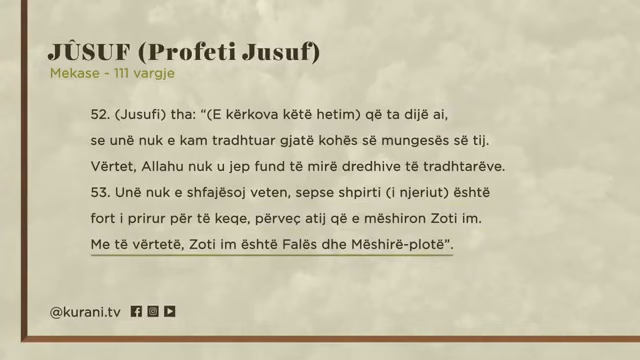 JÛSUF (Profeti Jusuf)
Mekase - 111 vargje
52. (Jusufi) tha: “(E kërkova këtë hetim) që ta dijë ai,
se unë nuk e kam tradhtuar gjatë kohës së mungesës së tij.
Vërtet, Allahu nuk u jep fund të mirë dredhive të tradhtarëve.
53. Unë nuk e shfajësoj veten, sepse shpirti (i njeriut) është
fort i prirur për të keqe, përveç atij që e mëshiron Zoti im.
Me të vërtetë, Zoti im është Falës dhe Mëshirë-plotë”.
@kurani.tv